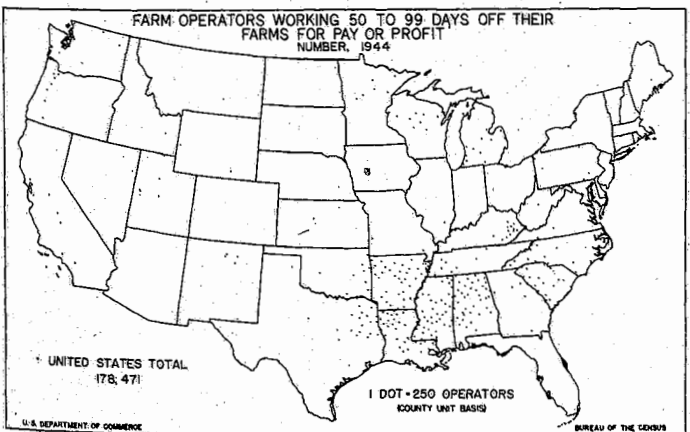 FARM OPERATORS WORKING 50 TO 99 DAYS OFF THEIR
FARMS FOR PAY OR PROFIT
NUMBER, 1944
UNITED STATES TOTAL
178,471
1 DOT = 250 OPERATORS
(COUNTY UNIT BASIS)
U. S. DEPARTMENT OF COMMERCE
BUREAU OF THE CENSUS